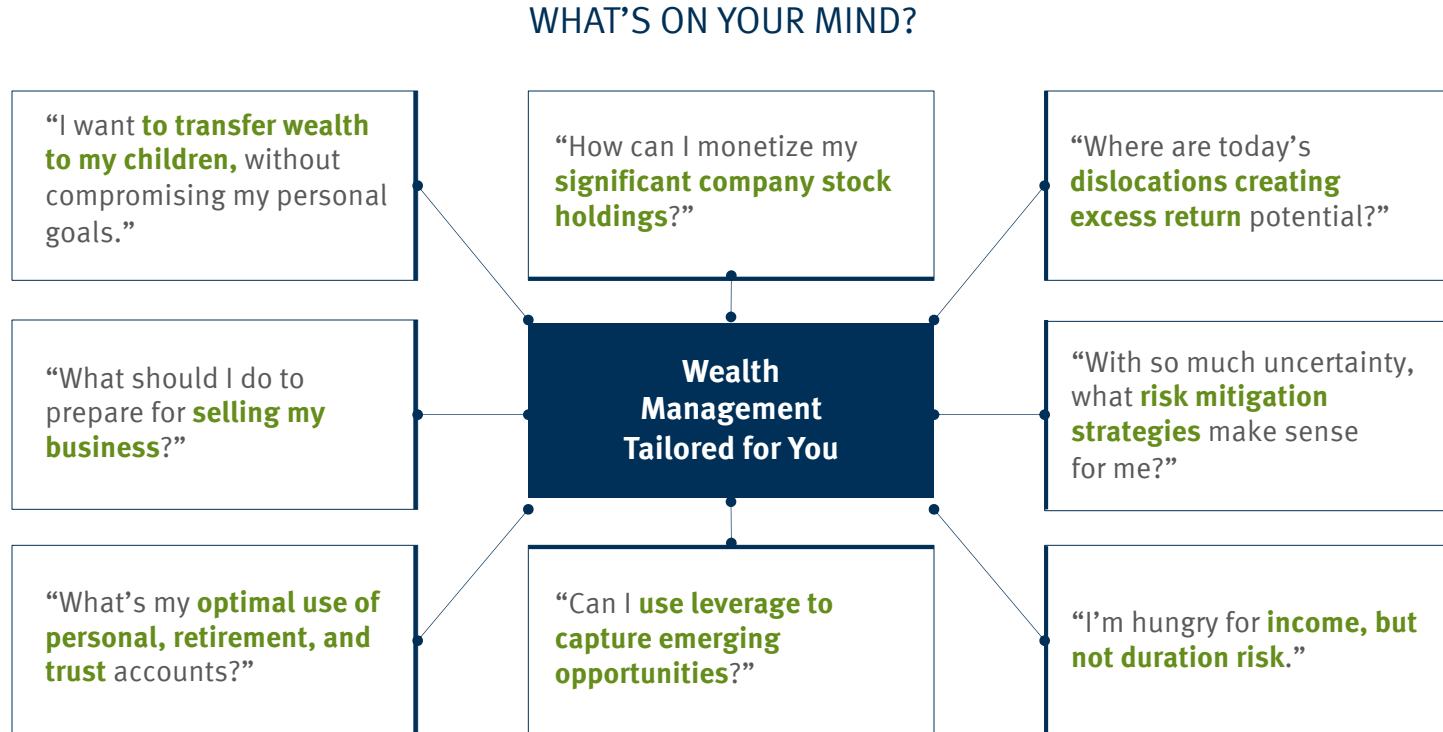 WHAT’S ON YOUR MIND?
“I want to transfer wealth
to my children, without
compromising my personal
goals.”
“How can I monetize my
significant company stock
holdings?”
“Where are today’s
dislocations creating
excess return potential?”
“What should I do to
prepare for selling my
business?”
Wealth
Management
Tailored for You
“With so much uncertainty,
what risk mitigation
strategies make sense
for me?”
“What’s my optimal use of
personal, retirement, and
trust accounts?”
“Can I use leverage to
capture emerging
opportunities?”
“I’m hungry for income, but
not duration risk.”